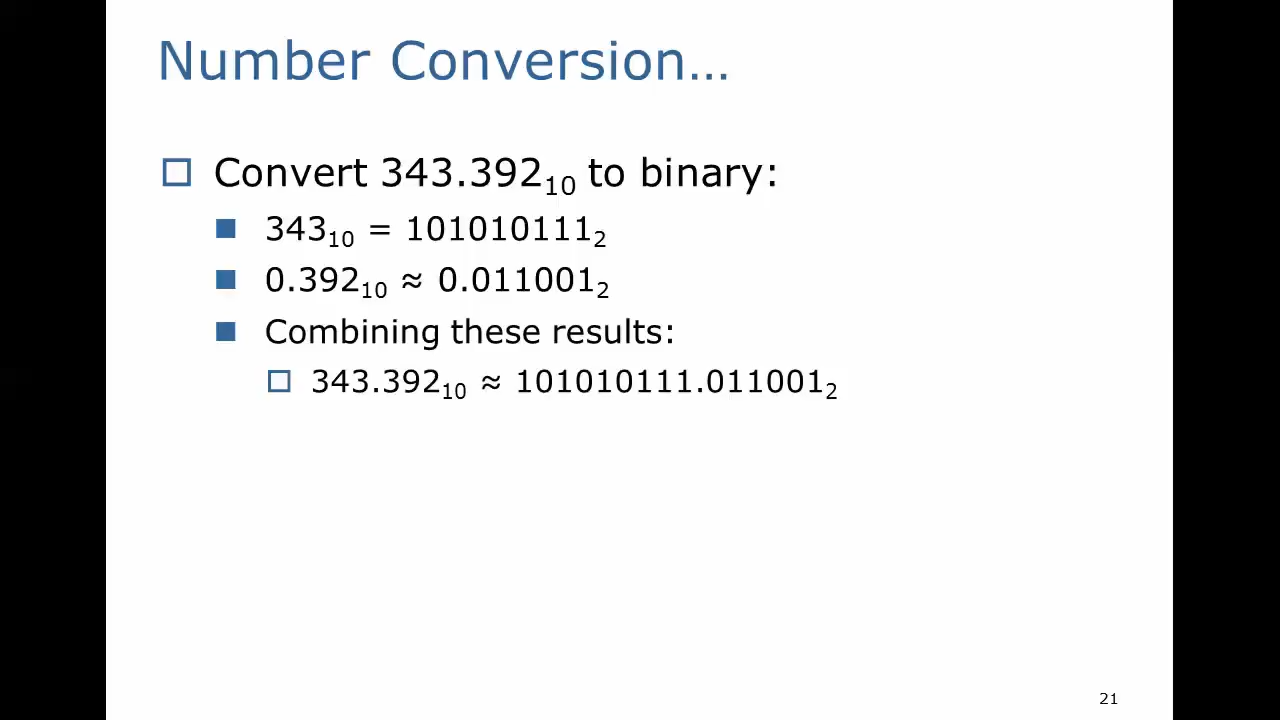 Number Conversion…
Convert 343.392₁₀ to binary:
343₁₀ = 101010111₂
0.392₁₀ ≈ 0.011001₂
Combining these results:
343.392₁₀ ≈ 101010111.011001₂
21